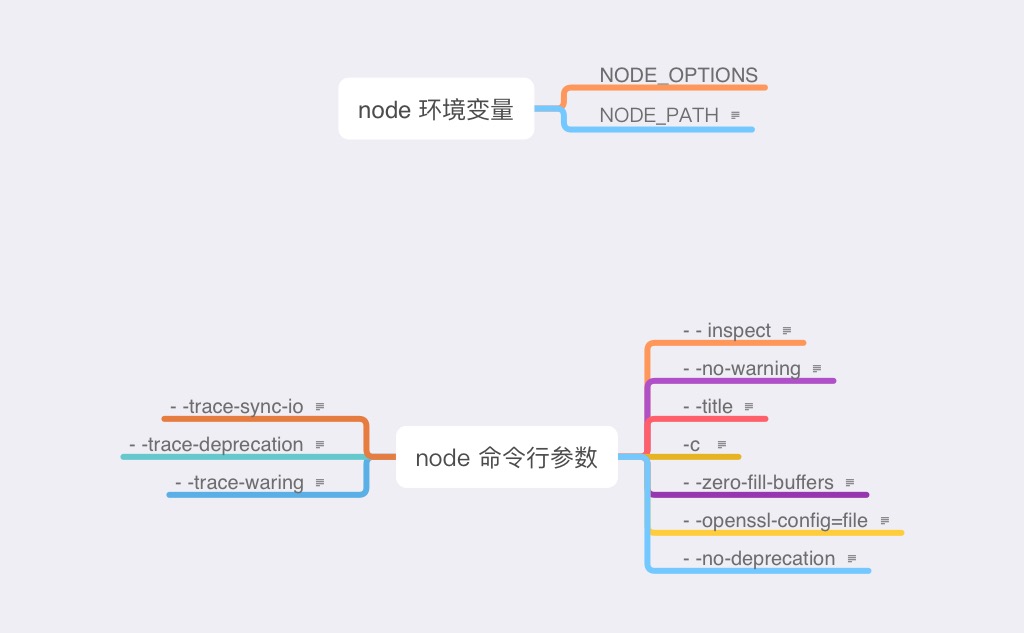 node 环境变量
NODE_OPTIONS
NODE_PATH
node 命令行参数
- - inspect
- -no-warning
- -title
-c
- -zero-fill-buffers
- -openssl-config=file
- -no-deprecation
- -trace-sync-io
- -trace-deprecation
- -trace-waring